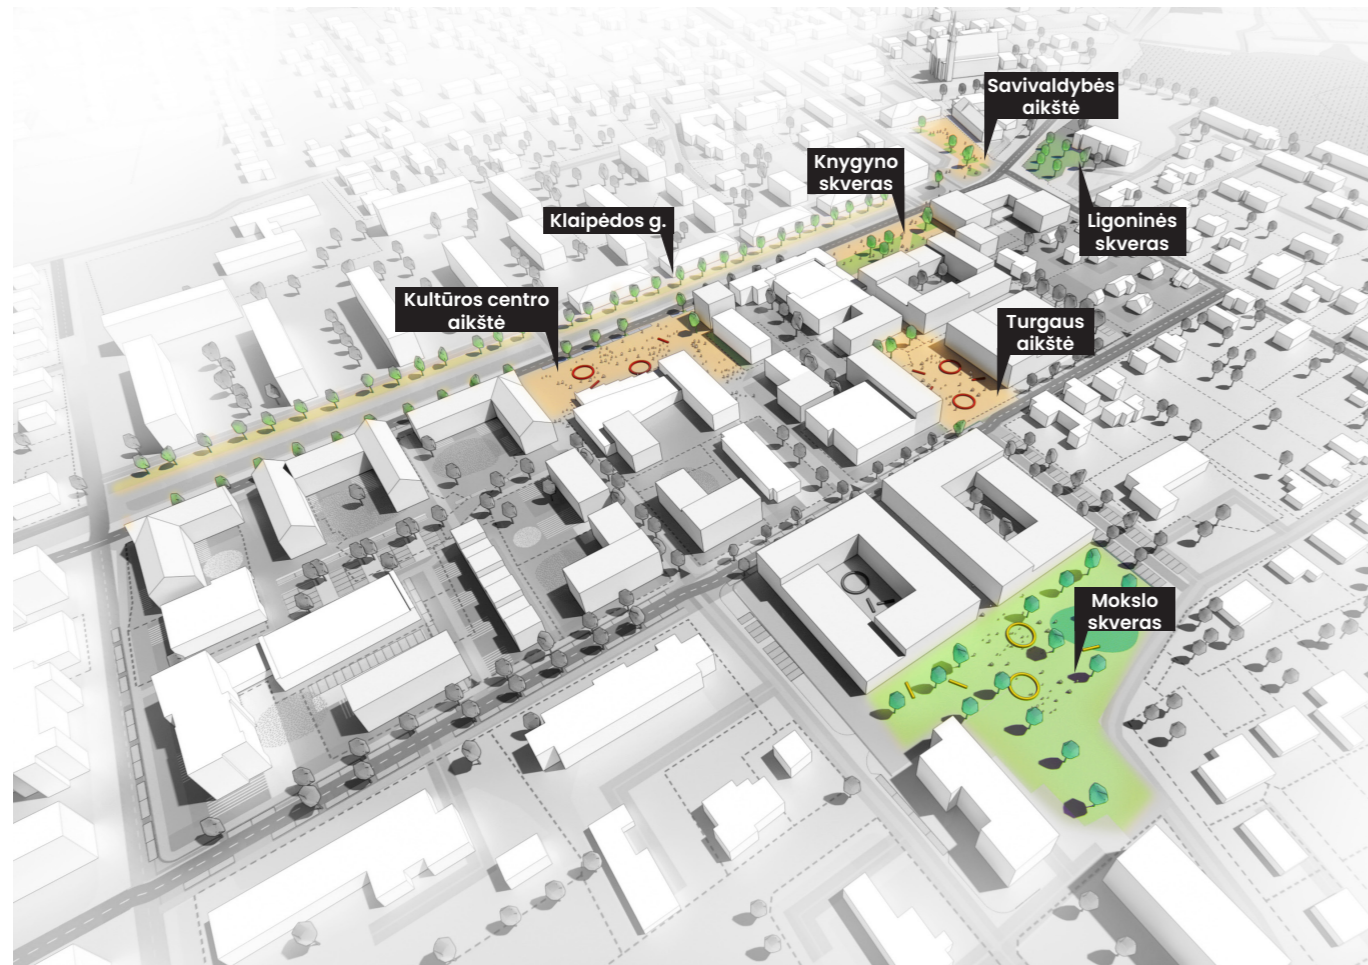 Savivaldybės
aikštė
Knygyno
skveras
Klaipėdos g.
Ligoninės
skveras
Kultūros centro
aikštė
Turgaus
aikštė
Mokslo
skveras